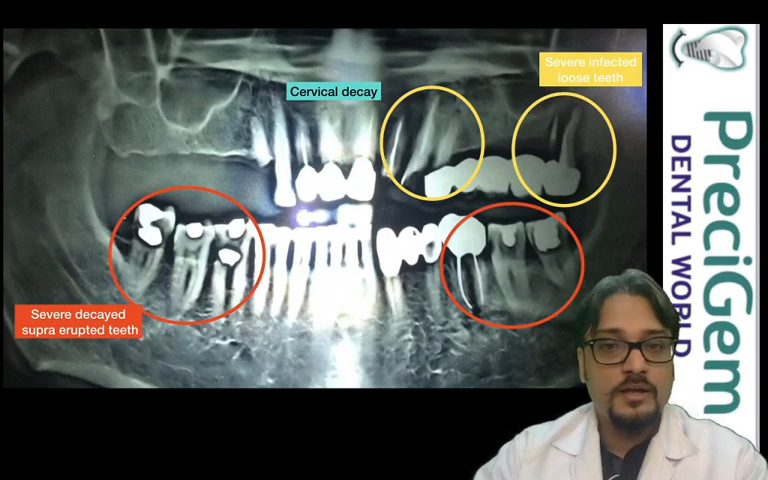 Severe infected
loose teeth
Cervical decay
Severe decayed
supra erupted teeth
PreciGem
DENTAL WORLD